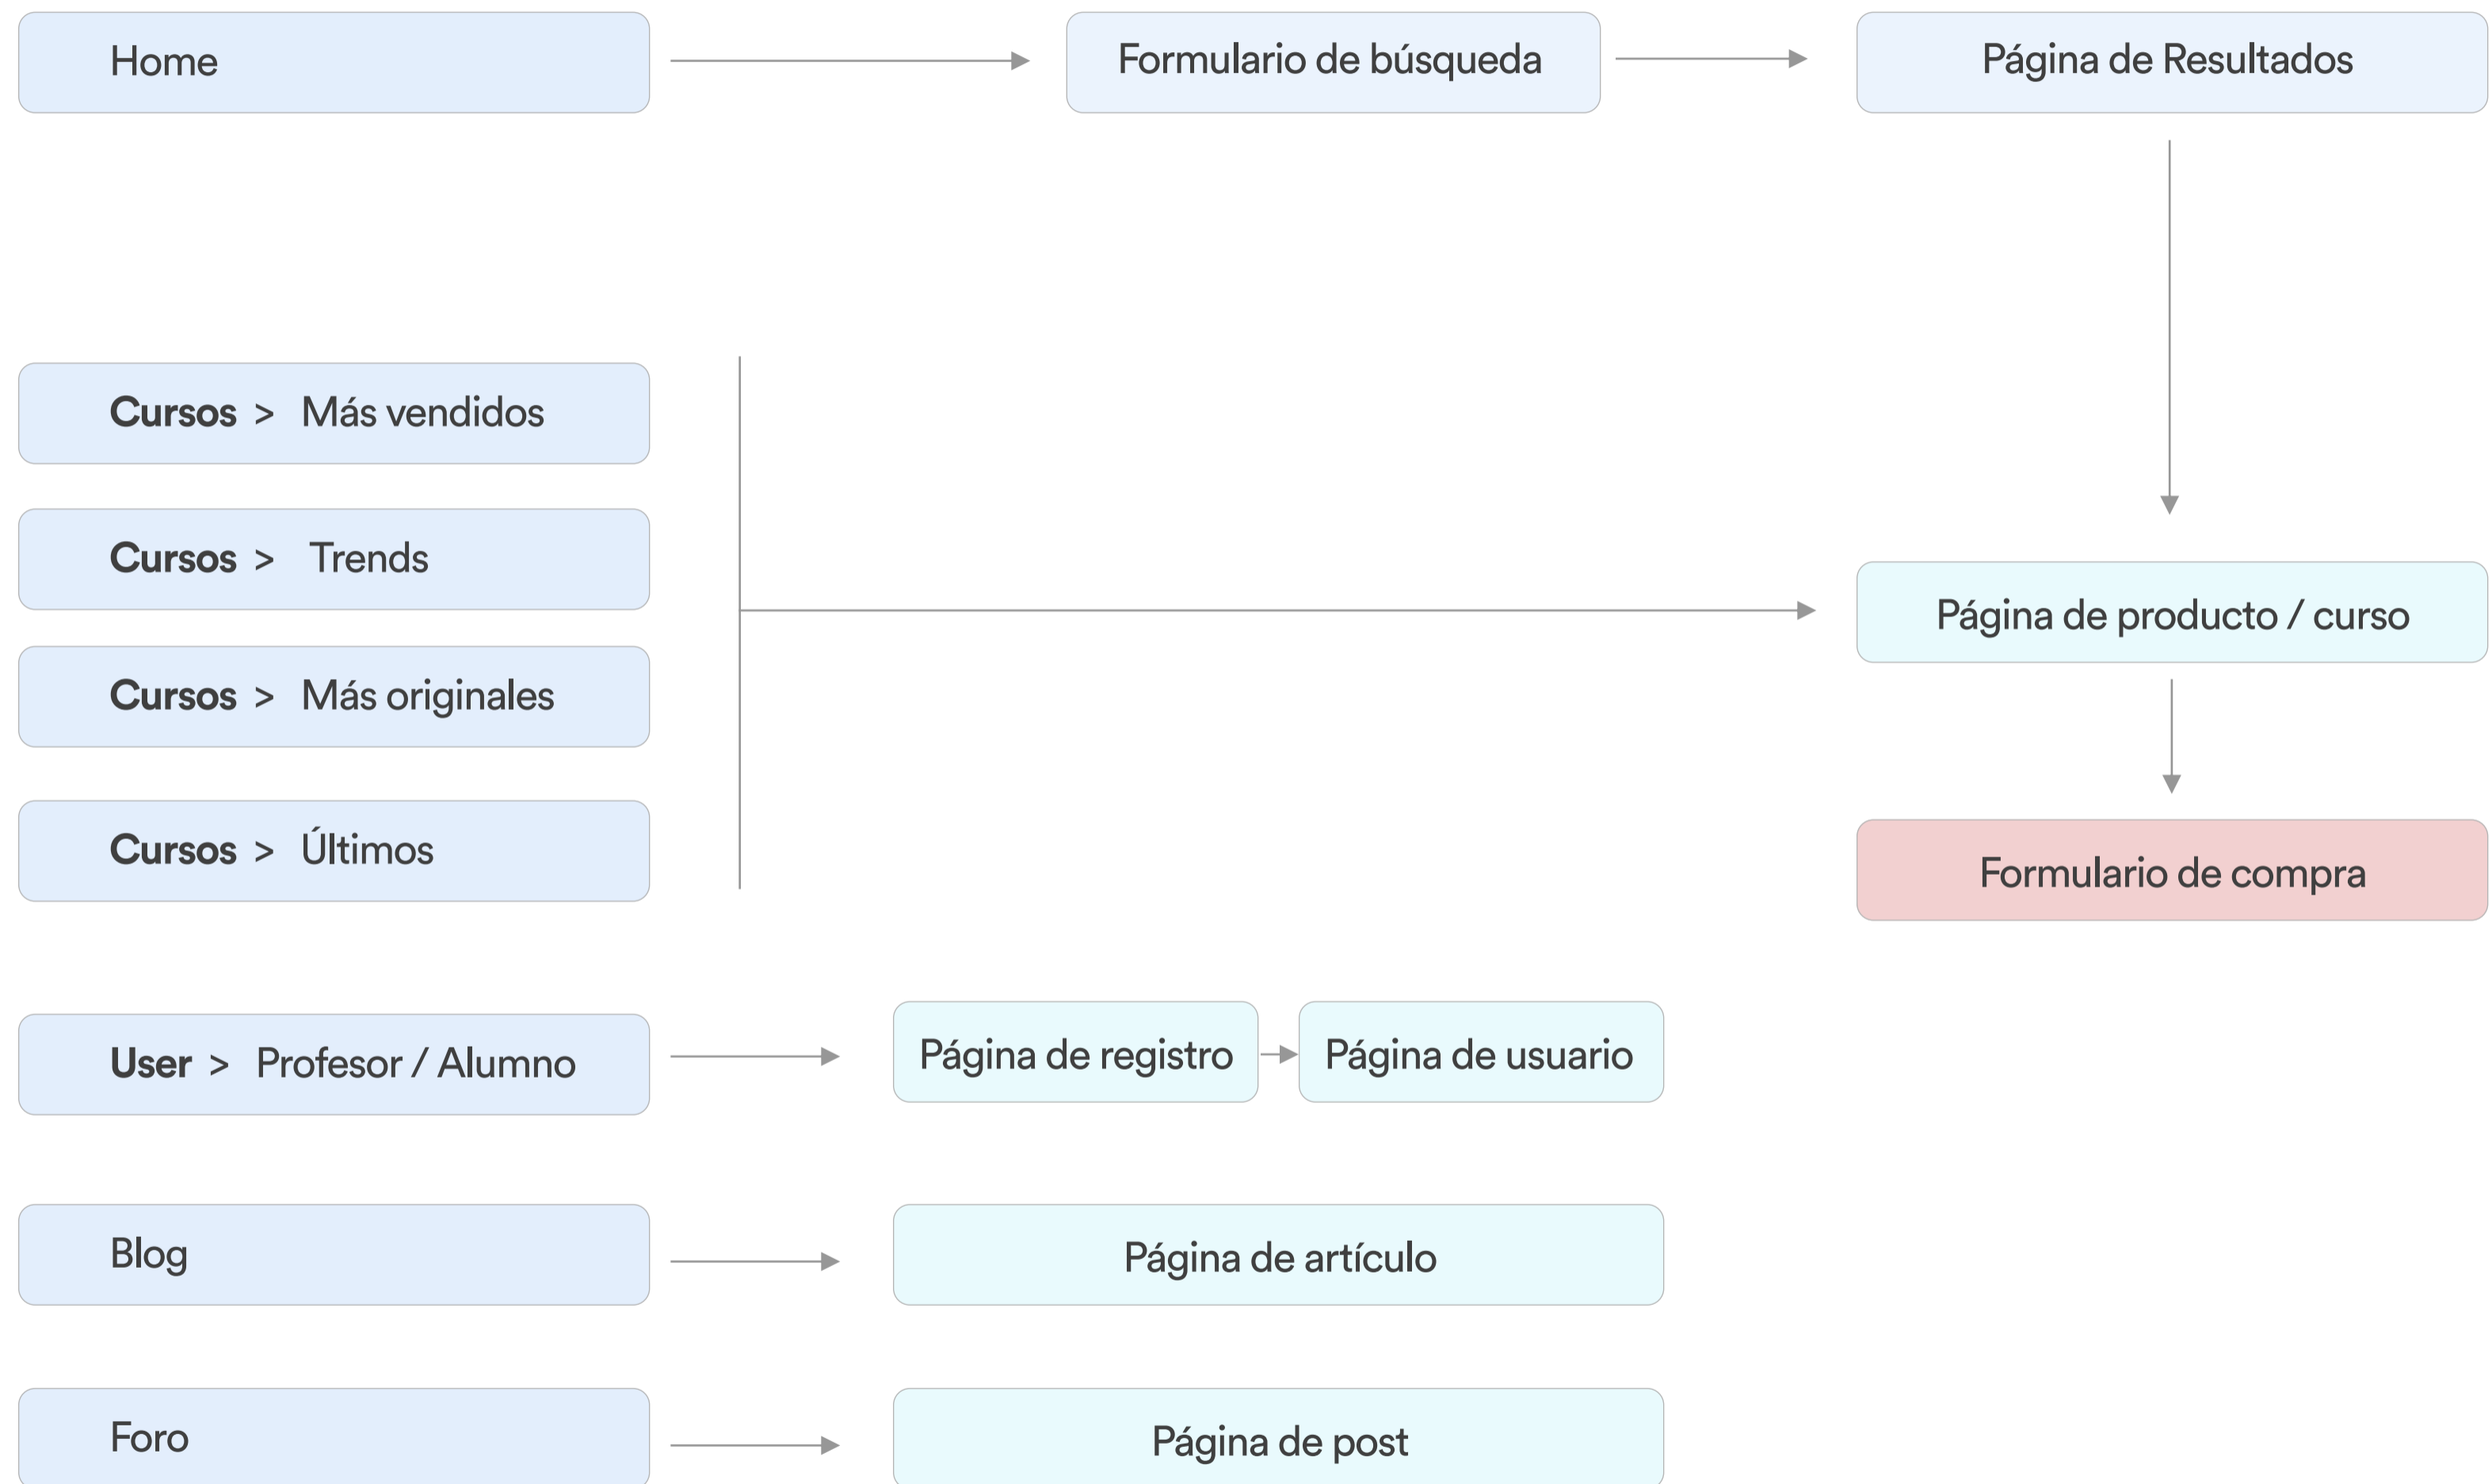 Home
Formulario de búsqueda
Página de Resultados
Cursos > Más vendidos
Cursos > Trends
Página de producto / curso
Cursos > Más originales
Cursos > Últimos
Formulario de compra
User > Profesor / Alumno
Página de registro
Página de usuario
Blog
Página de artículo
Foro
Página de post